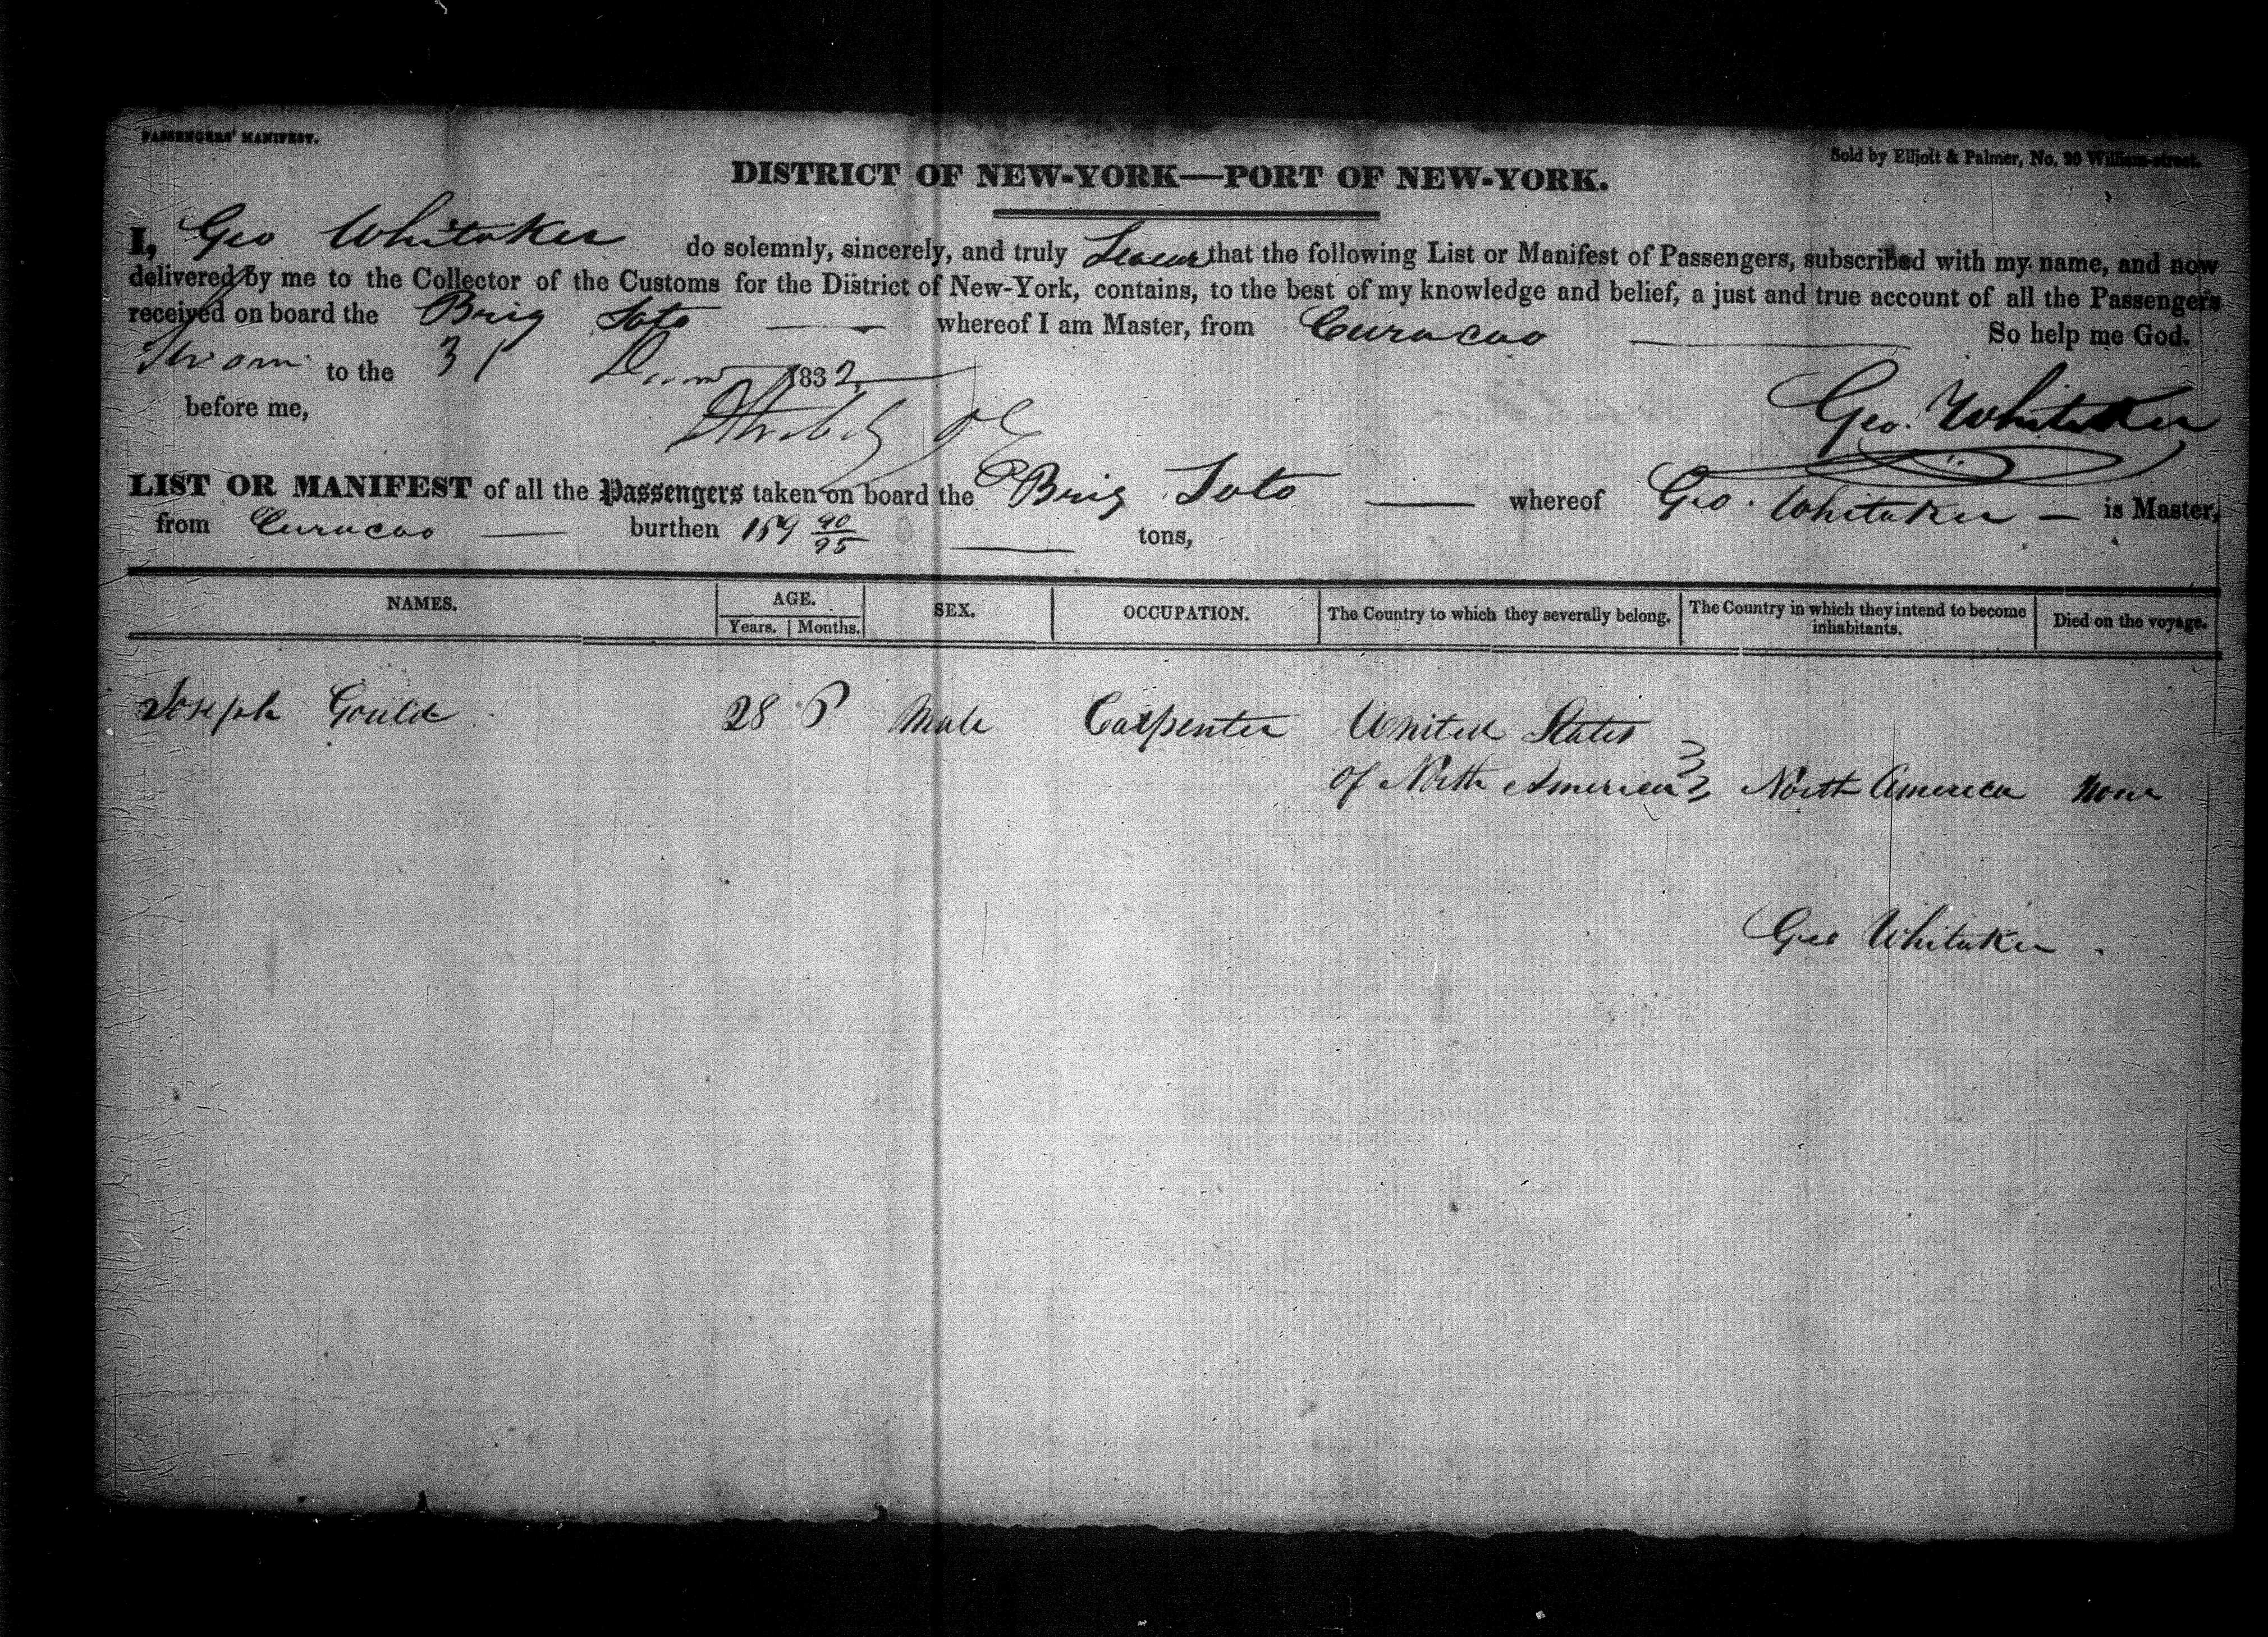 PASSENGERS' MANIFEST.
Sold by Elliott & Palmer, No. 20 William-street.
DISTRICT OF NEW-YORK—PORT OF NEW-YORK.
I, Geo Whitaker do solemnly, sincerely, and truly Swear that the following List or Manifest of Passengers, subscribed with my name, and now
delivered by me to the Collector of the Customs for the District of New-York, contains, to the best of my knowledge and belief, a just and true account of all the Passengers
received on board the Brig Soto whereof I am Master, from Curacao So help me God.
Sworn to the 31 1832
before me,
Geo. Whitaker
LIST OR MANIFEST of all the Passengers taken on board the Brig Soto whereof Geo. Whitaker is Master,
from Curacao burthen 159 90/95 tons,
NAMES. AGE. Years. Months. SEX. OCCUPATION. The Country to which they severally belong. The Country in which they intend to become inhabitants. Died on the voyage.
Joseph Gould 28 Male Carpenter United States
of North America North America none
Geo Whitaker